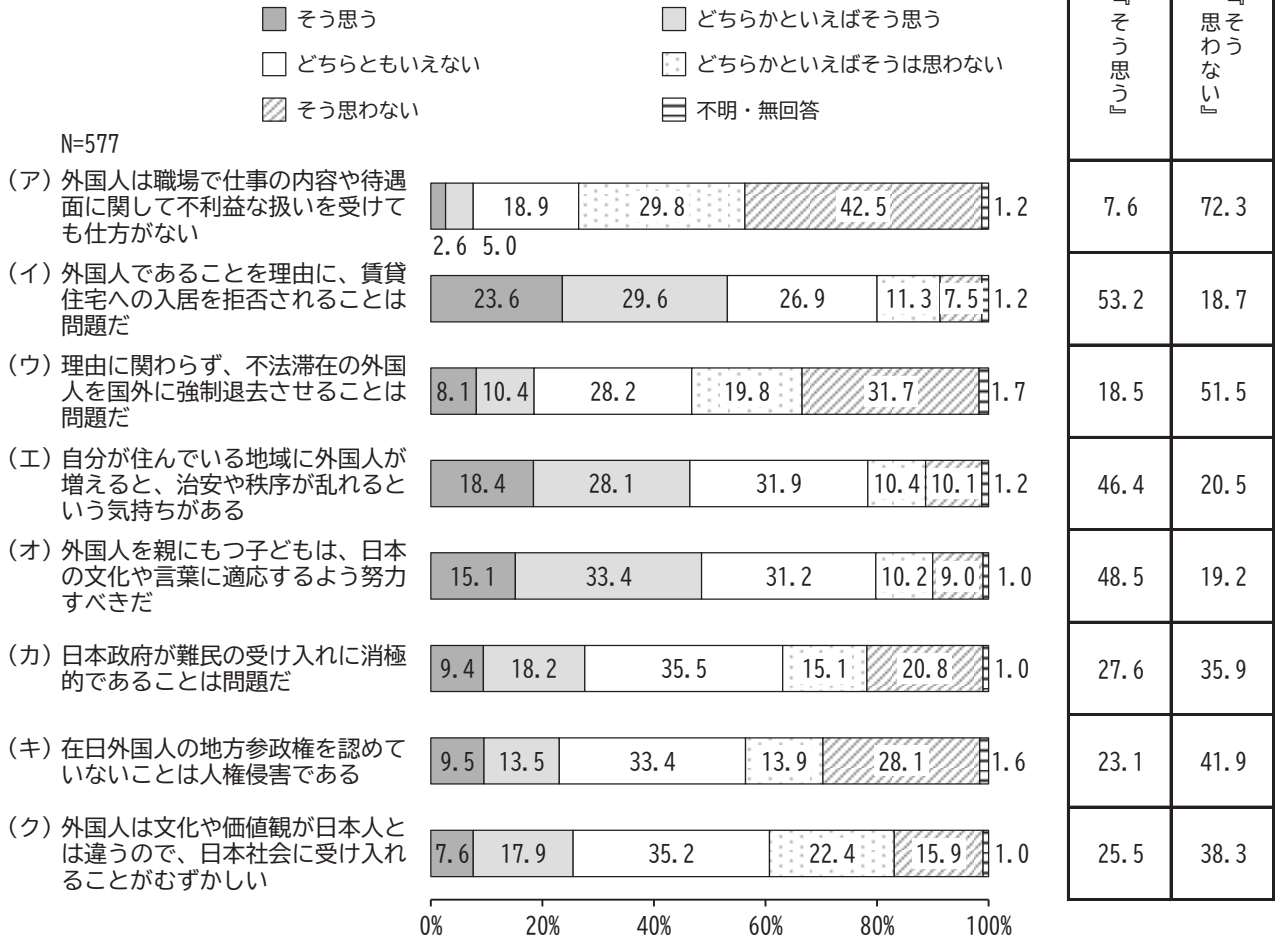 そう思う
どちらかといえばそう思う
どちらともいえない
どちらかといえばそうは思わない
そう思わない
不明・無回答
『そう思う』
『そう
思わない』
N=577
（ア）外国人は職場で仕事の内容や待遇
面に関して不利益な扱いを受けて
も仕方がない
2.6 5.0 18.9 29.8 42.5 1.2 7.6 72.3
（イ）外国人であることを理由に、賃貸
住宅への入居を拒否されることは
問題だ
23.6 29.6 26.9 11.3 7.5 1.2 53.2 18.7
（ウ）理由に関わらず、不法滞在の外国
人を国外に強制退去させることは
問題だ
8.1 10.4 28.2 19.8 31.7 1.7 18.5 51.5
（エ）自分が住んでいる地域に外国人が
増えると、治安や秩序が乱れると
いう気持ちがある
18.4 28.1 31.9 10.4 10.1 1.2 46.4 20.5
（オ）外国人を親にもつ子どもは、日本
の文化や言葉に適応するよう努力
すべきだ
15.1 33.4 31.2 10.2 9.0 1.0 48.5 19.2
（カ）日本政府が難民の受け入れに消極
的であることは問題だ
9.4 18.2 35.5 15.1 20.8 1.0 27.6 35.9
（キ）在日外国人の地方参政権を認めて
いないことは人権侵害である
9.5 13.5 33.4 13.9 28.1 1.6 23.1 41.9
（ク）外国人は文化や価値観が日本人と
は違うので、日本社会に受け入れ
ることがむずかしい
7.6 17.9 35.2 22.4 15.9 1.0 25.5 38.3
0% 20% 40% 60% 80% 100%